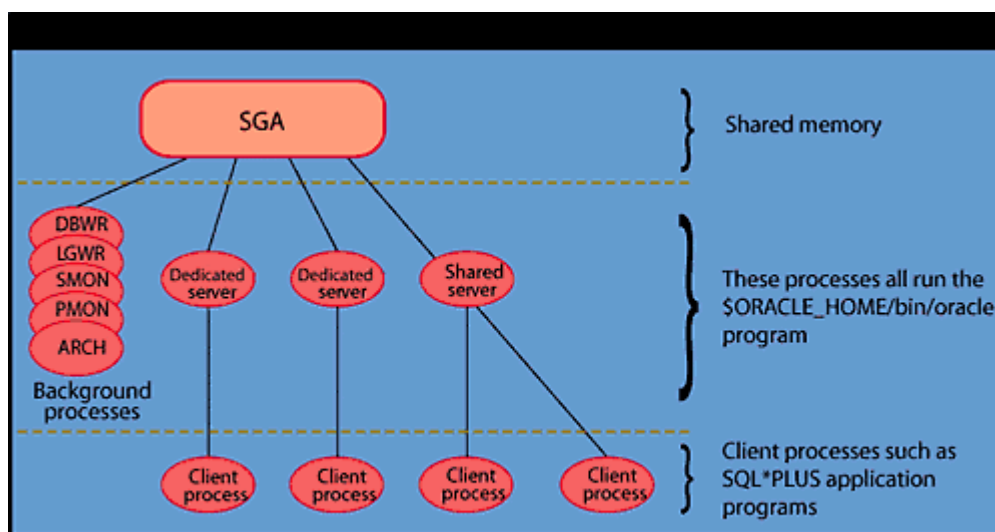 SGA
Shared memory
DBWR
LGWR
SMON
PMON
ARCH
Background
processes
Dedicated
server
Dedicated
server
Shared
server
These processes all run the
$ORACLE_HOME/bin/oracle
program
Client
process
Client
process
Client
process
Client
process
Client processes such as
SQL*PLUS application
programs